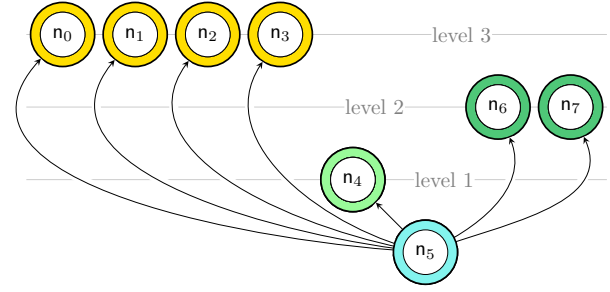 n₀ n₁ n₂ n₃ level 3
level 2 n₆ n₇
n₄ level 1
n₅